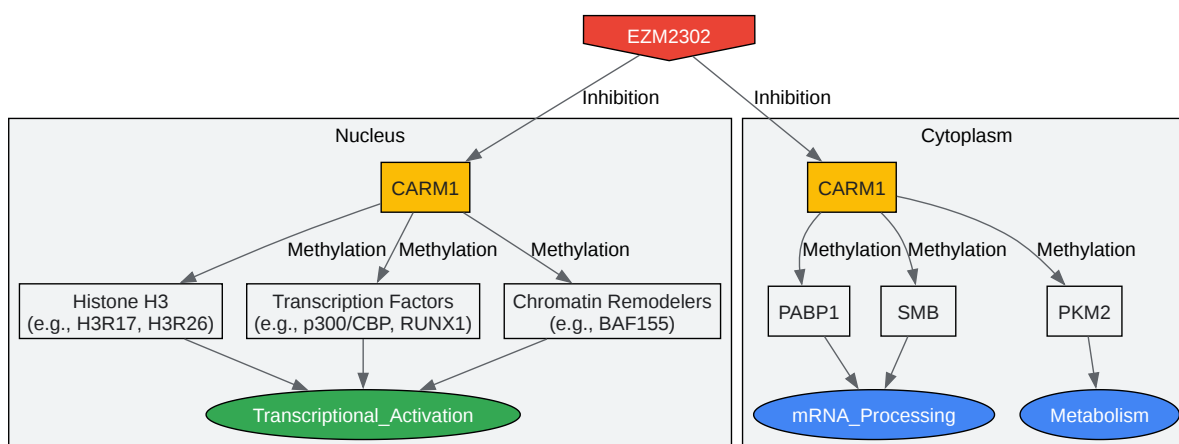 EZM2302
Inhibition
Inhibition
Nucleus
Cytoplasm
CARM1
CARM1
Methylation
Methylation
Methylation
Methylation
Methylation
Methylation
Histone H3
(e.g., H3R17, H3R26)
Transcription Factors
(e.g., p300/CBP, RUNX1)
Chromatin Remodelers
(e.g., BAF155)
PABP1
SMB
PKM2
Transcriptional_Activation
mRNA_Processing
Metabolism